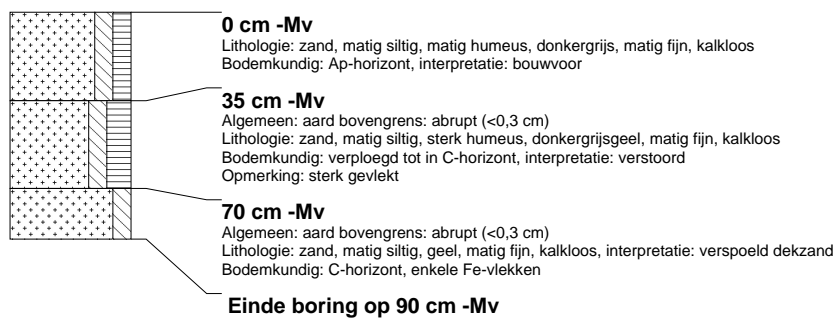 0 cm -Mv
Lithologie: zand, matig siltig, matig humeus, donkergrijs, matig fijn, kalkloos
Bodemkundig: Ap-horizont, interpretatie: bouwvoor
35 cm -Mv
Algemeen: aard bovengrens: abrupt (<0,3 cm)
Lithologie: zand, matig siltig, sterk humeus, donkergrijsgeel, matig fijn, kalkloos
Bodemkundig: verploegd tot in C-horizont, interpretatie: verstoord
Opmerking: sterk gevlekt
70 cm -Mv
Algemeen: aard bovengrens: abrupt (<0,3 cm)
Lithologie: zand, matig siltig, geel, matig fijn, kalkloos, interpretatie: verspoeld dekzand
Bodemkundig: C-horizont, enkele Fe-vlekken
Einde boring op 90 cm -Mv